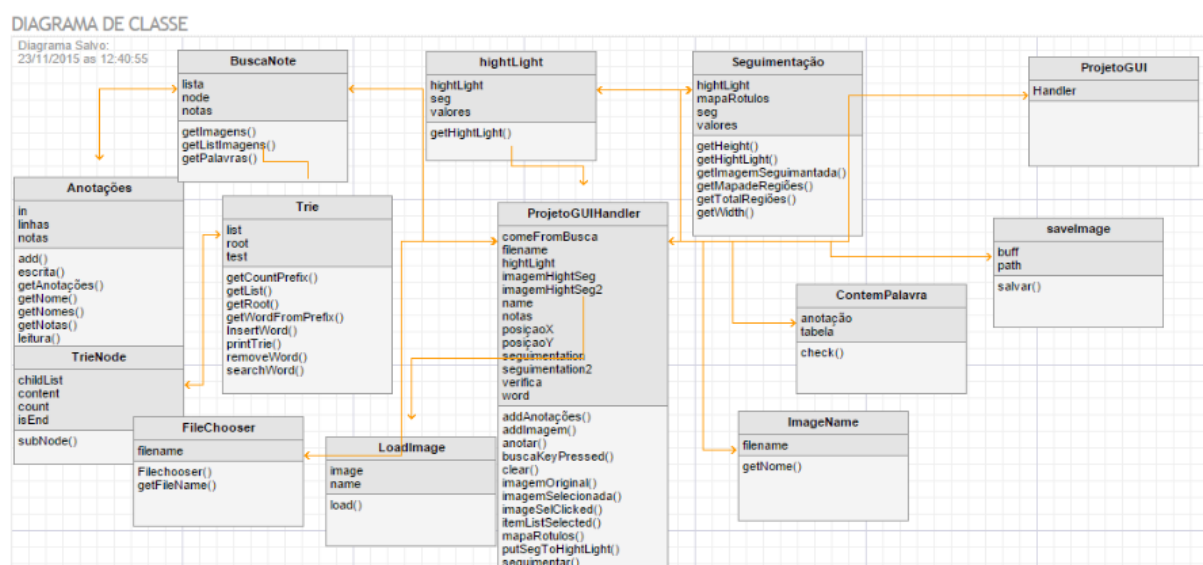 DIAGRAMA DE CLASSE
Diagrama Salvo:
23/11/2015 as 12:40:55
BuscaNote
lista
node
notas
getImagens()
getListImagens()
getPalavras()
hightLight
hightLight
seg
valores
getHightLight()
Seguimentação
hightLight
mapaRotulos
seg
valores
getHeight()
getHightLight()
getImagemSeguimantada()
getMapadeRegiões()
getTotalRegiões()
getWidth()
ProjetoGUI
Handler
Anotações
in
linhas
notas
add()
escrita()
getAnotações()
getNome()
getNomes()
getNotas()
leitura()
Trie
list
root
test
getCountPrefix()
getList()
getRoot()
getWordFromPrefix()
InsertWord()
printTrie()
removeWord()
searchWord()
ProjetoGUIHandler
comeFromBusca
filename
hightLight
imagemHightSeg
imagemHightSeg2
name
notas
posiçaoX
posiçaoY
seguimentation
seguimentation2
verifica
word
addAnotações()
addImagem()
anotar()
buscaKeyPressed()
clear()
imagemOriginal()
imagemSelecionada()
imageSelClicked()
itemListSelected()
mapaRotulos()
putSegToHightLight()
seguimentar()
saveImage
buff
path
salvar()
ContemPalavra
anotação
tabela
check()
TrieNode
childList
content
count
isEnd
subNode()
FileChooser
filename
Filechooser()
getFileName()
LoadImage
image
name
load()
ImageName
filename
getNome()